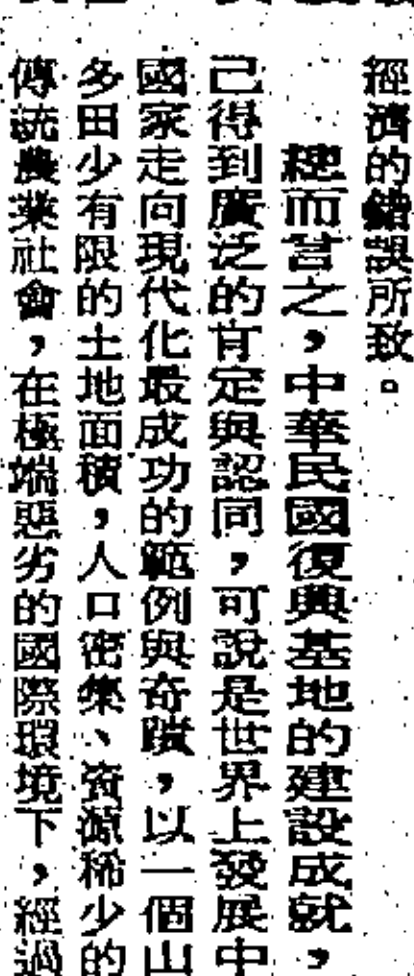 經濟的錯誤所致。
總而言之，中華民國復興基地的建設成就，
已得到廣泛的肯定與認同，可說是世界上發展中
國家走向現代化最成功的範例與奇蹟，以一個山
多田少有限的土地面積，人口密集、資源稀少的
傳統農業社會，在極端惡劣的國際環境下，經過